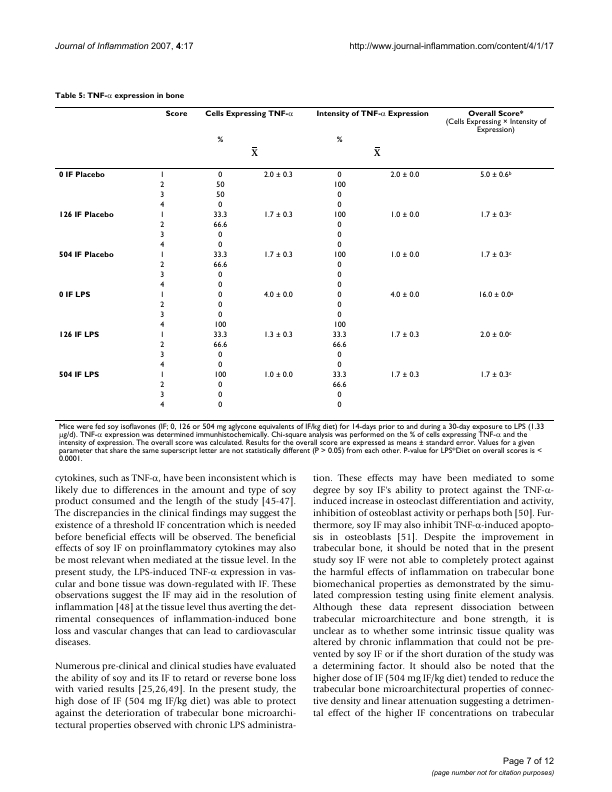 Journal of Inflammation 2007, 4:17
http://www.journal-inflammation.com/content/4/1/17
Table 5: TNF-α expression in bone
Score Cells Expressing TNF-α Intensity of TNF-α Expression Overall Score*
(Cells Expressing × Intensity of
Expression)
% %
X̅ X̅
0 IF Placebo 1 0 2.0 ± 0.3 0 2.0 ± 0.0 5.0 ± 0.6ᵇ
2 50 100
3 50 0
4 0 0
126 IF Placebo 1 33.3 1.7 ± 0.3 100 1.0 ± 0.0 1.7 ± 0.3ᶜ
2 66.6 0
3 0 0
4 0 0
504 IF Placebo 1 33.3 1.7 ± 0.3 100 1.0 ± 0.0 1.7 ± 0.3ᶜ
2 66.6 0
3 0 0
4 0 0
0 IF LPS 1 0 4.0 ± 0.0 0 4.0 ± 0.0 16.0 ± 0.0ᵃ
2 0 0
3 0 0
4 100 100
126 IF LPS 1 33.3 1.3 ± 0.3 33.3 1.7 ± 0.3 2.0 ± 0.0ᶜ
2 66.6 66.6
3 0 0
4 0 0
504 IF LPS 1 100 1.0 ± 0.0 33.3 1.7 ± 0.3 1.7 ± 0.3ᶜ
2 0 66.6
3 0 0
4 0 0
Mice were fed soy isoflavones (IF; 0, 126 or 504 mg aglycone equivalents of IF/kg diet) for 14-days prior to and during a 30-day exposure to LPS (1.33
μg/d). TNF-α expression was determined immunhistochemically. Chi-square analysis was performed on the % of cells expressing TNF-α and the
intensity of expression. The overall score was calculated. Results for the overall score are expressed as means ± standard error. Values for a given
parameter that share the same superscript letter are not statistically different (P > 0.05) from each other. P-value for LPS*Diet on overall scores is <
0.0001.
cytokines, such as TNF-α, have been inconsistent which is
likely due to differences in the amount and type of soy
product consumed and the length of the study [45-47].
The discrepancies in the clinical findings may suggest the
existence of a threshold IF concentration which is needed
before beneficial effects will be observed. The beneficial
effects of soy IF on proinflammatory cytokines may also
be most relevant when mediated at the tissue level. In the
present study, the LPS-induced TNF-α expression in vas-
cular and bone tissue was down-regulated with IF. These
observations suggest the IF may aid in the resolution of
inflammation [48] at the tissue level thus averting the det-
rimental consequences of inflammation-induced bone
loss and vascular changes that can lead to cardiovascular
diseases.
Numerous pre-clinical and clinical studies have evaluated
the ability of soy and its IF to retard or reverse bone loss
with varied results [25,26,49]. In the present study, the
high dose of IF (504 mg IF/kg diet) was able to protect
against the deterioration of trabecular bone microarchi-
tectural properties observed with chronic LPS administra-
tion. These effects may have been mediated to some
degree by soy IF's ability to protect against the TNF-α-
induced increase in osteoclast differentiation and activity,
inhibition of osteoblast activity or perhaps both [50]. Fur-
thermore, soy IF may also inhibit TNF-α-induced apopto-
sis in osteoblasts [51]. Despite the improvement in
trabecular bone, it should be noted that in the present
study soy IF were not able to completely protect against
the harmful effects of inflammation on trabecular bone
biomechanical properties as demonstrated by the simu-
lated compression testing using finite element analysis.
Although these data represent dissociation between
trabecular microarchitecture and bone strength, it is
unclear as to whether some intrinsic tissue quality was
altered by chronic inflammation that could not be pre-
vented by soy IF or if the short duration of the study was
a determining factor. It should also be noted that the
higher dose of IF (504 mg IF/kg diet) tended to reduce the
trabecular bone microarchitectural properties of connec-
tive density and linear attenuation suggesting a detrimen-
tal effect of the higher IF concentrations on trabecular
Page 7 of 12
(page number not for citation purposes)